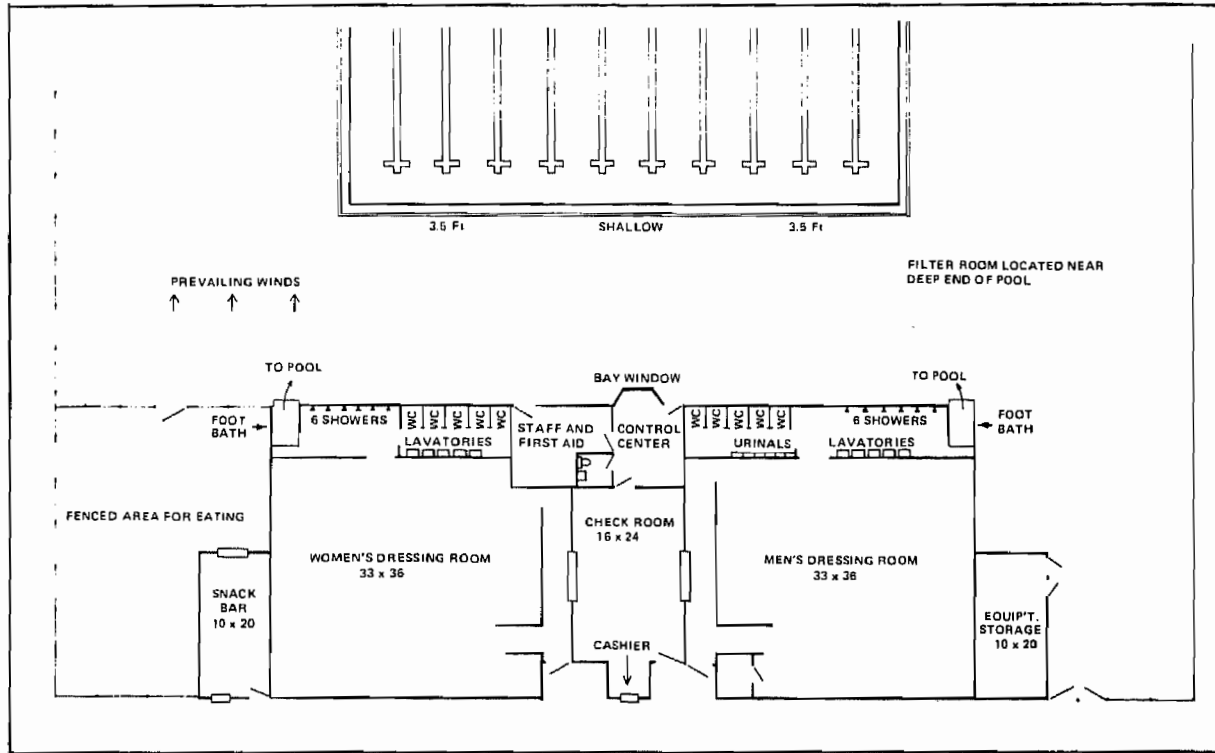 3.5 Ft SHALLOW 3.5 Ft
PREVAILING WINDS
FILTER ROOM LOCATED NEAR
DEEP END OF POOL
TO POOL
BAY WINDOW
TO POOL
FOOT
BATH
6 SHOWERS
WC WC WC WC WC
LAVATORIES
STAFF AND
FIRST AID
CONTROL
CENTER
WC WC WC WC WC
URINALS
6 SHOWERS
LAVATORIES
FOOT
BATH
FENCED AREA FOR EATING
WOMEN'S DRESSING ROOM
33 x 36
CHECK ROOM
16 x 24
MEN'S DRESSING ROOM
33 x 36
SNACK
BAR
10 x 20
CASHIER
EQUIP'T.
STORAGE
10 x 20